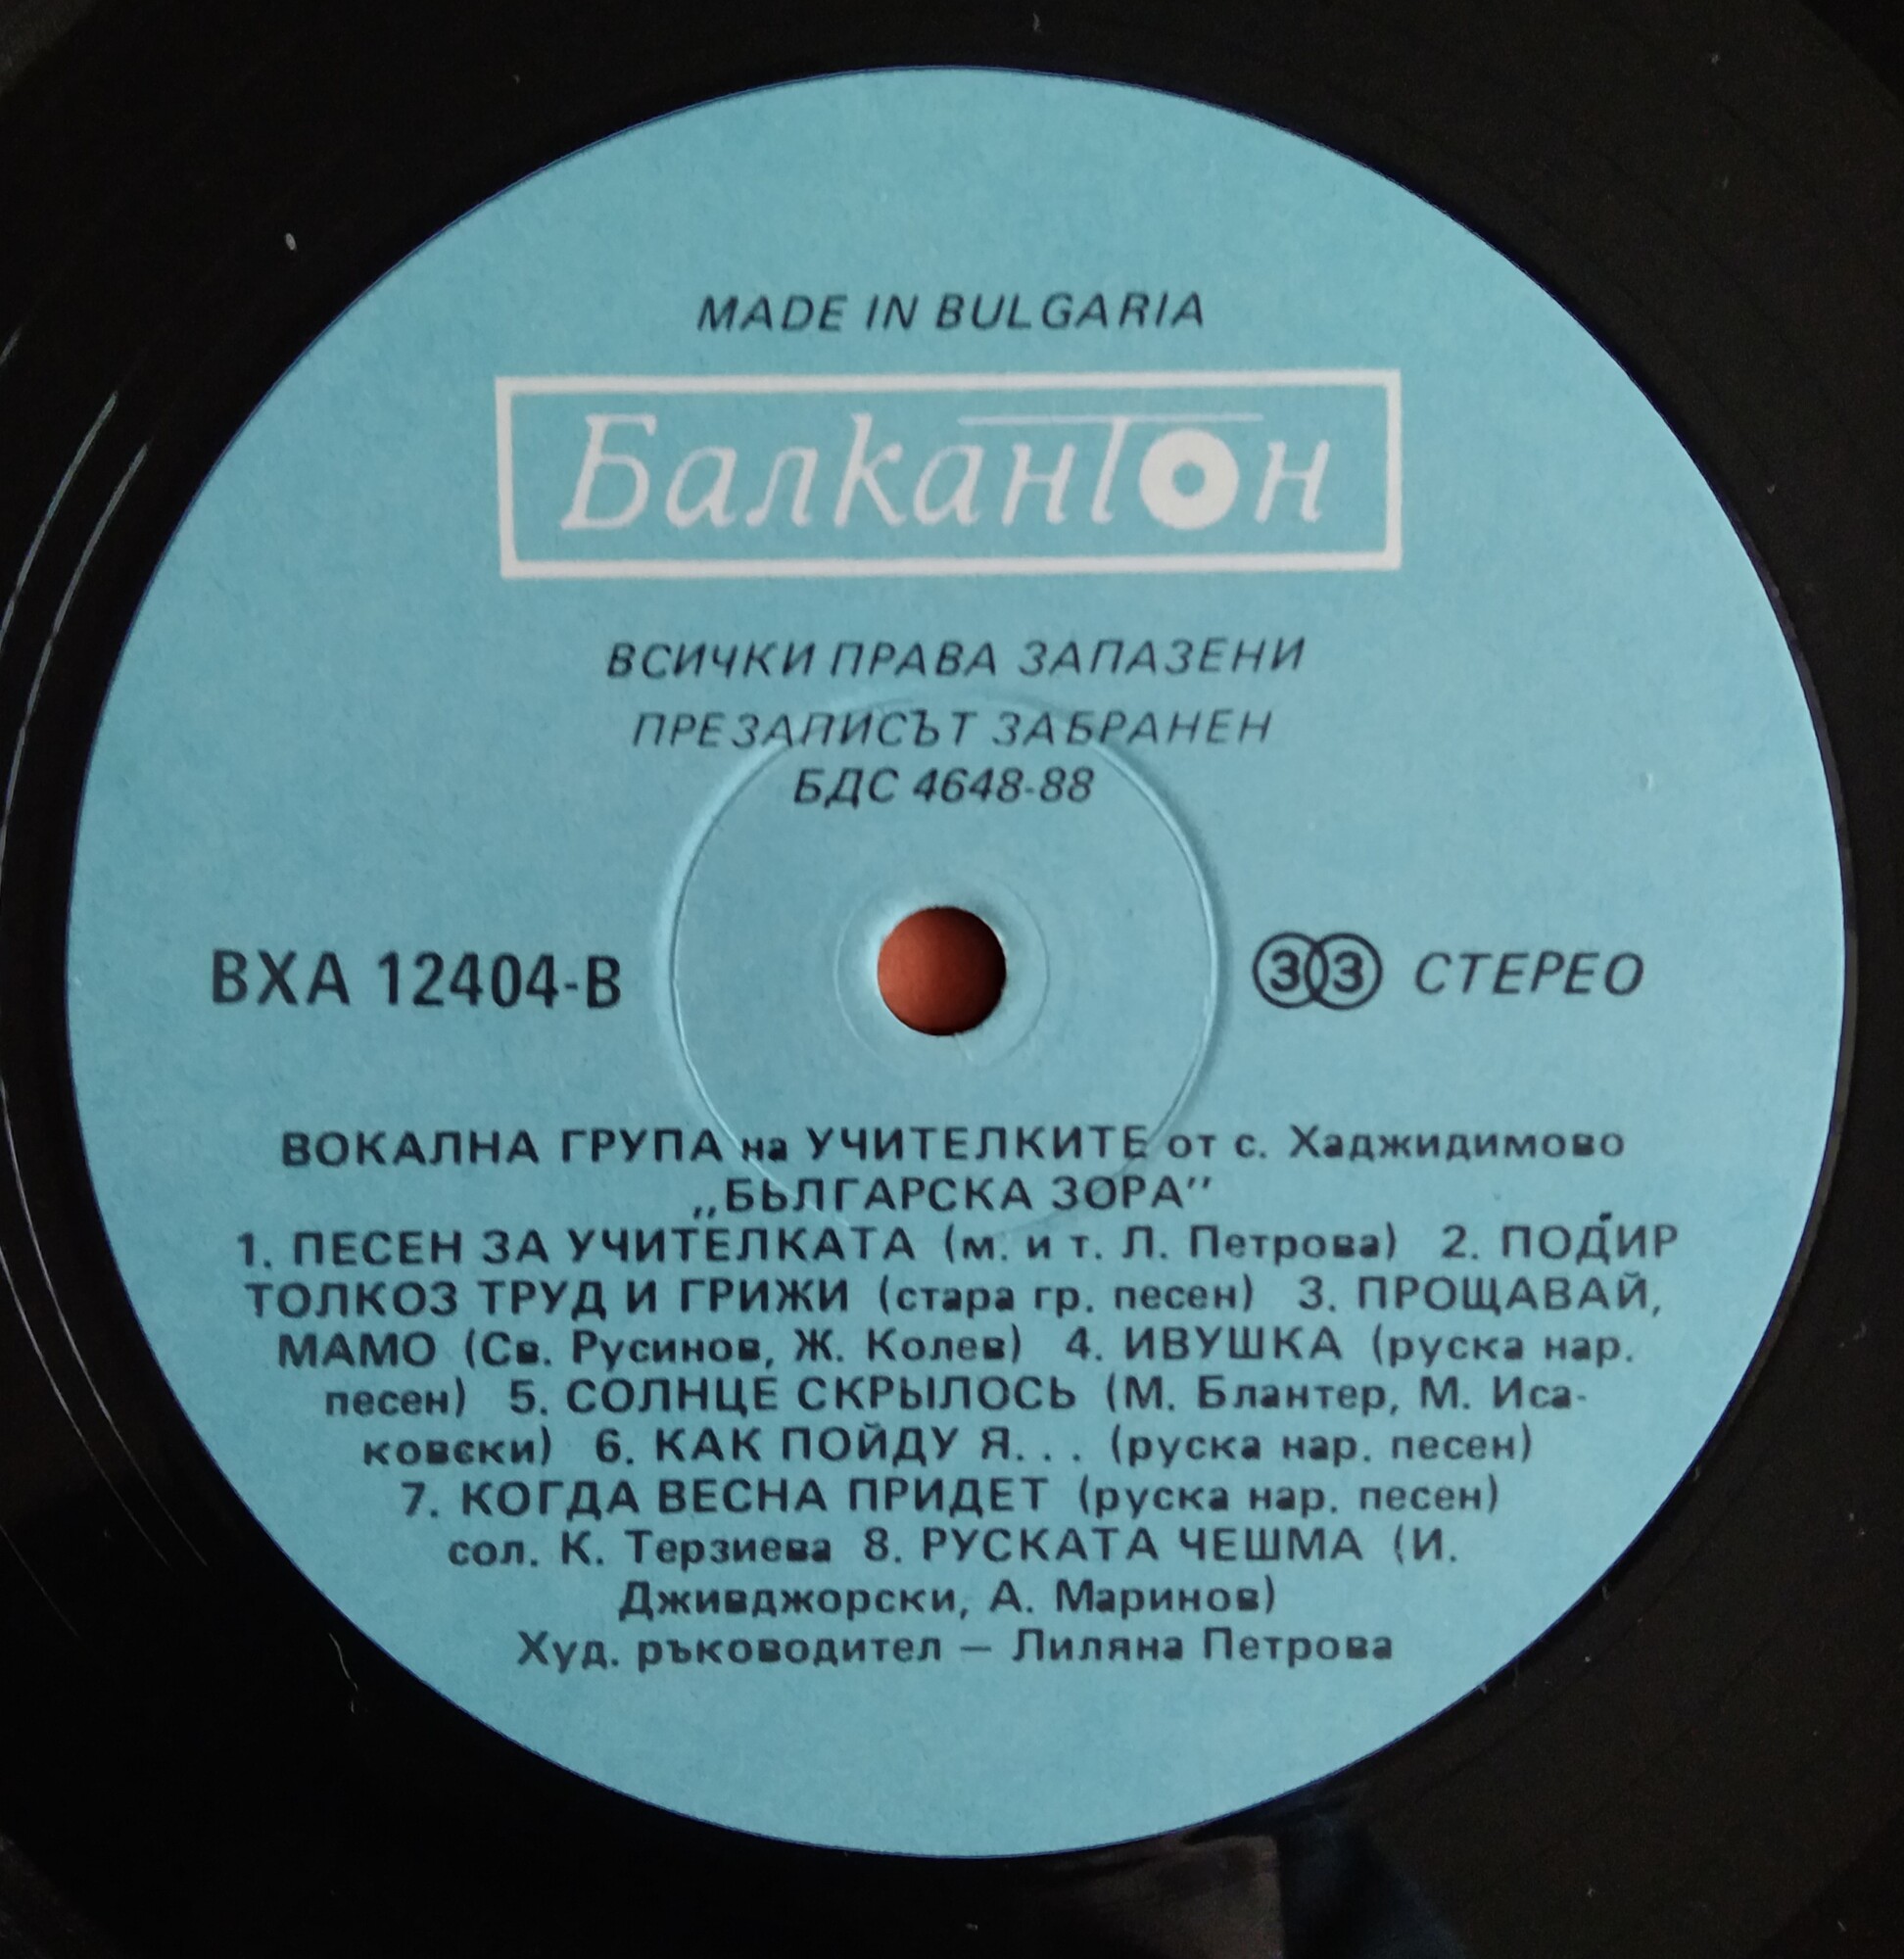 MADE IN BULGARIA
Балкантон
ВСИЧКИ ПРАВА ЗАПАЗЕНИ
ПРЕЗАПИСЪТ ЗАБРАНЕН
БДС 4648-88
ВХА 12404-В
33 СТЕРЕО
ВОКАЛНА ГРУПА на УЧИТЕЛКИТЕ от с. Хаджидимово
„БЬЛГАРСКА ЗОРА”
1. ПЕСЕН ЗА УЧИТЕЛКАТА (м. и т. Л. Петрова) 2. ПОДИР
ТОЛКОЗ ТРУД И ГРИЖИ (стара гр. песен) 3. ПРОЩАВАЙ,
МАМО (Св. Русинов, Ж. Колев) 4. ИВУШКА (руска нар.
песен) 5. СОЛНЦЕ СКРЫЛОСЬ (М. Блантер, М. Иса-
ковски) 6. КАК ПОЙДУ Я... (руска нар. песен)
7. КОГДА ВЕСНА ПРИДЕТ (руска нар. песен)
сол. К. Терзиева 8. РУСКАТА ЧЕШМА (И.
Дживджорски, А. Маринов)
Худ. ръководител — Лиляна Петрова